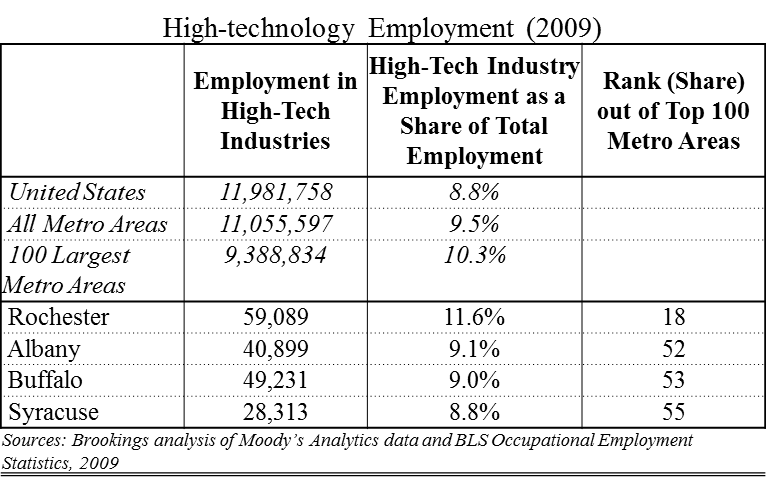 High-technology Employment (2009)
Employment in High-Tech Industries High-Tech Industry Employment as a Share of Total Employment Rank (Share) out of Top 100 Metro Areas
United States 11,981,758 8.8%
All Metro Areas 11,055,597 9.5%
100 Largest Metro Areas 9,388,834 10.3%
Rochester 59,089 11.6% 18
Albany 40,899 9.1% 52
Buffalo 49,231 9.0% 53
Syracuse 28,313 8.8% 55
Sources: Brookings analysis of Moody's Analytics data and BLS Occupational Employment
Statistics, 2009